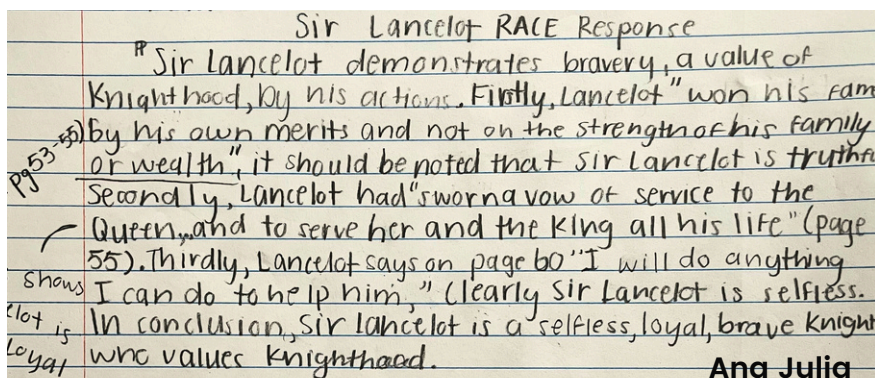 Sir Lancelot RACE Response
PP Sir Lancelot demonstrates bravery, a value of
Knighthood, by his actions. Firstly, Lancelot "won his fam
by his own merits and not on the strength of his family
or wealth", it should be noted that Sir Lancelot is truthfu
pg 53-55)
Secondly, Lancelot had "sworn a vow of service to the
Queen,,, and to serve her and the King all his life" (page
55). Thirdly, Lancelot says on page 60 "I will do anything
I can do to help him," Clearly Sir Lancelot is selfless.
In conclusion, Sir Lancelot is a selfless, loyal, brave Knight
who values Knighthood.
shows
elot is
Loyal
Ana Julia